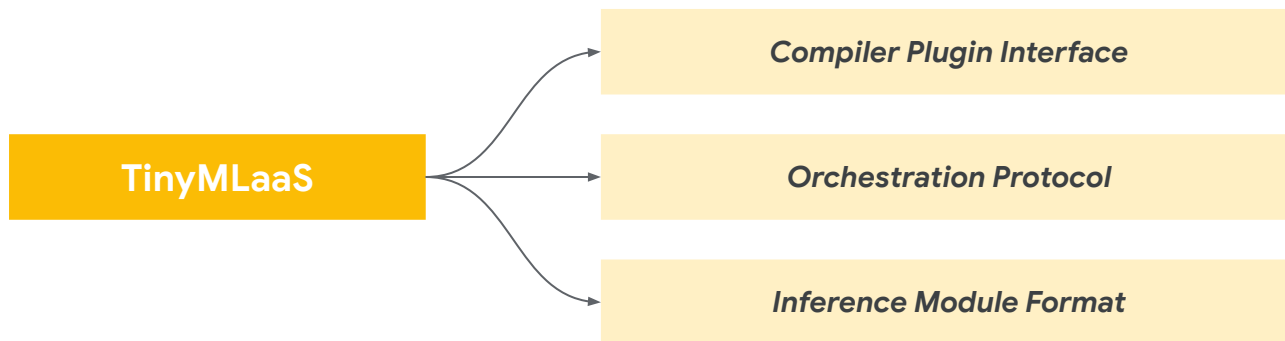 TinyMLaaS
Compiler Plugin Interface
Orchestration Protocol
Inference Module Format